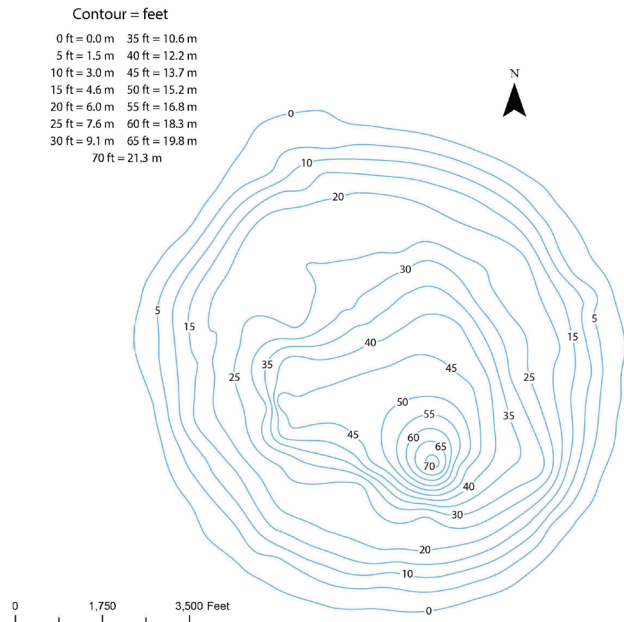 Contour = feet
0 ft = 0.0 m 35 ft = 10.6 m
5 ft = 1.5 m 40 ft = 12.2 m
10 ft = 3.0 m 45 ft = 13.7 m
15 ft = 4.6 m 50 ft = 15.2 m
20 ft = 6.0 m 55 ft = 16.8 m
25 ft = 7.6 m 60 ft = 18.3 m
30 ft = 9.1 m 65 ft = 19.8 m
70 ft = 21.3 m
N
0
10
20
30
5
5
15
15
40
35
45
25
25
50
55
35
60
45
65
70
40
30
20
10
0
0 1,750 3,500 Feet